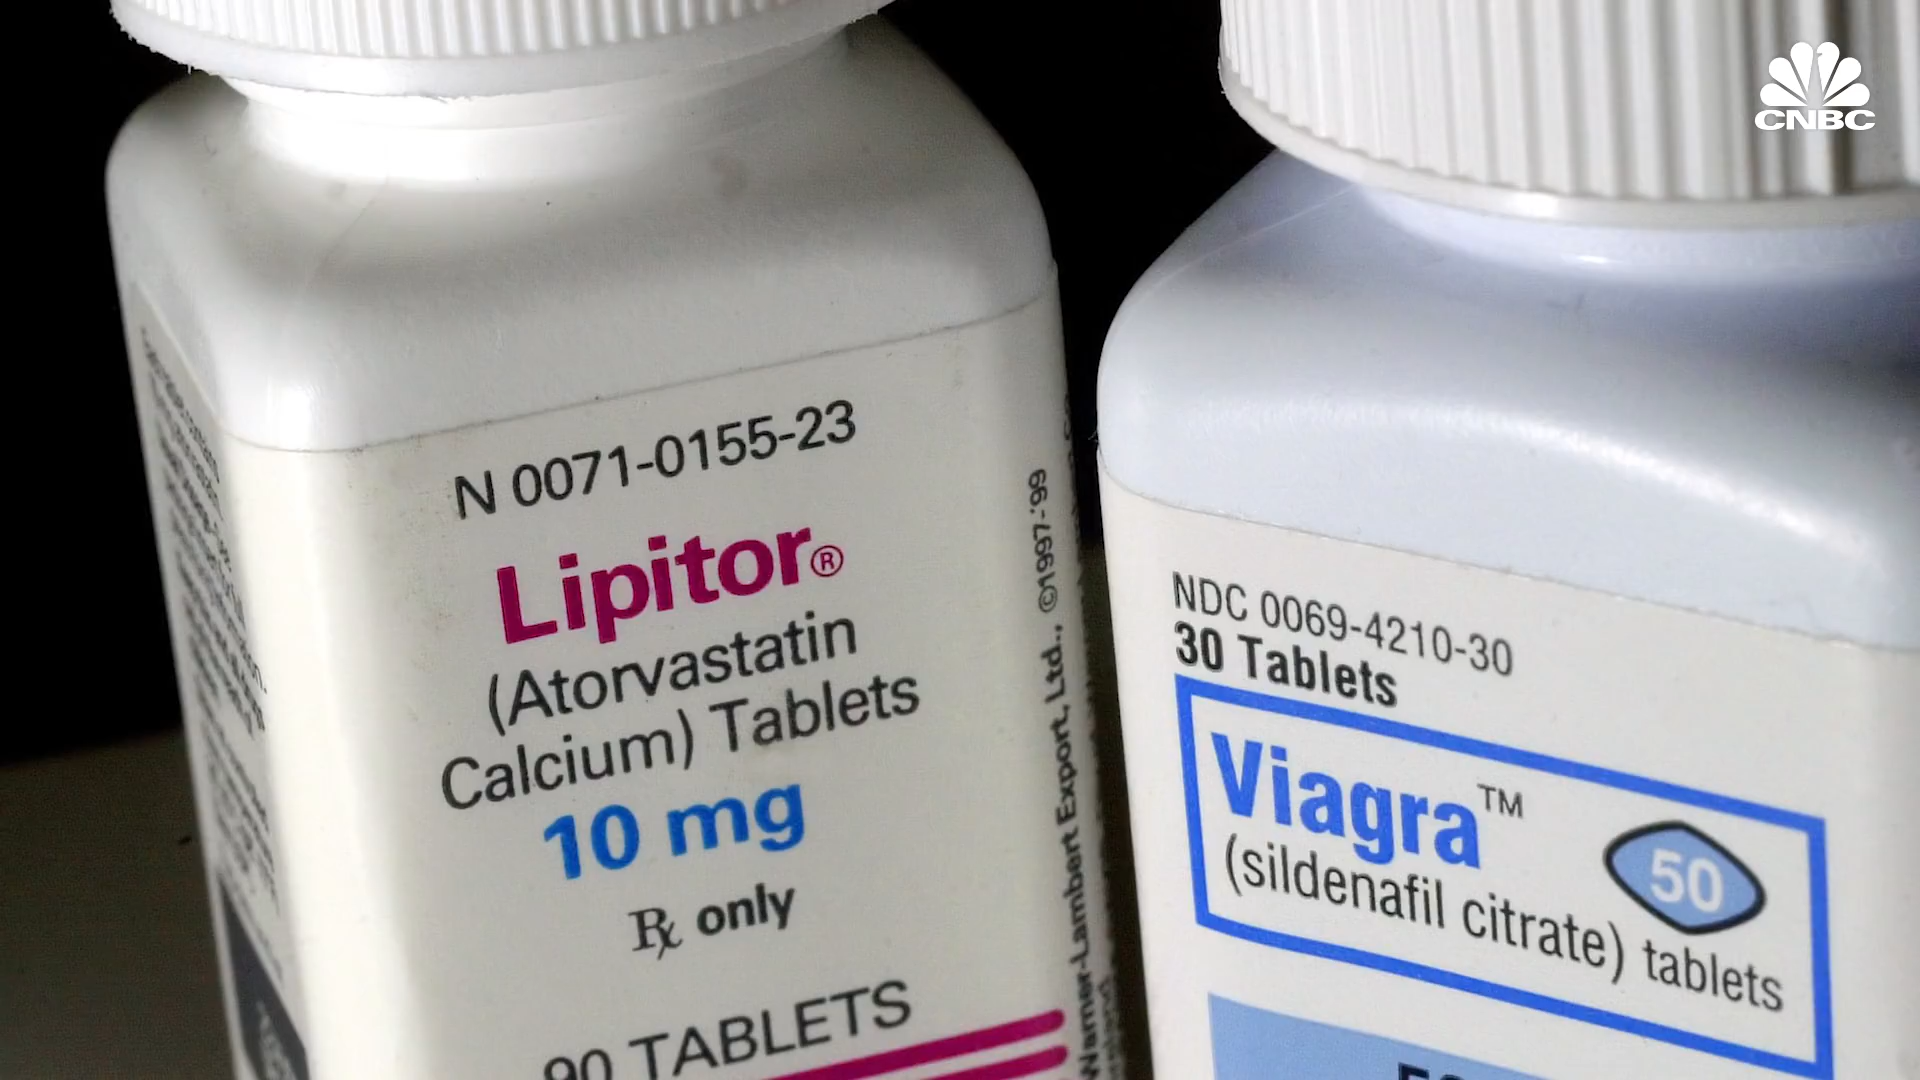 CNBC
N 0071-0155-23
Lipitor®
(Atorvastatin
Calcium) Tablets
10 mg
Rx only
90 TABLETS
Warner-Lambert Export, Ltd., ©1997-'99
NDC 0069-4210-30
30 Tablets
Viagra™
50
(sildenafil citrate) tablets